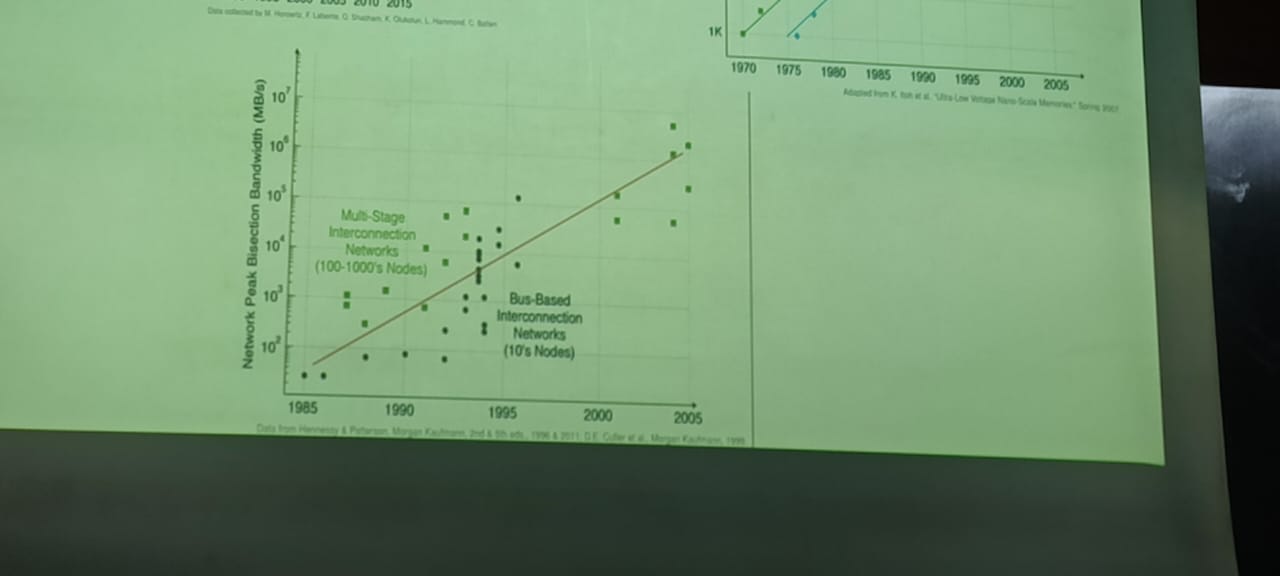 2005 2010 2015
Data collected by M. Horowitz, F. Labonte, O. Shacham, K. Olukotun, L. Hammond, C. Batten
1K
1970 1975 1980 1985 1990 1995 2000 2005
Adapted from K. Itoh et al., "Ultra-Low Voltage Nano-Scale Memories." Spring 2007
Network Peak Bisection Bandwidth (MB/s)
10^7
10^6
10^5
10^4
10^3
10^2
Multi-Stage
Interconnection
Networks
(100-1000's Nodes)
Bus-Based
Interconnection
Networks
(10's Nodes)
1985 1990 1995 2000 2005
Data from Hennessy & Patterson, Morgan Kaufmann, 2nd & 5th eds., 1996 & 2011; D.E. Culler et al., Morgan Kaufmann, 1999